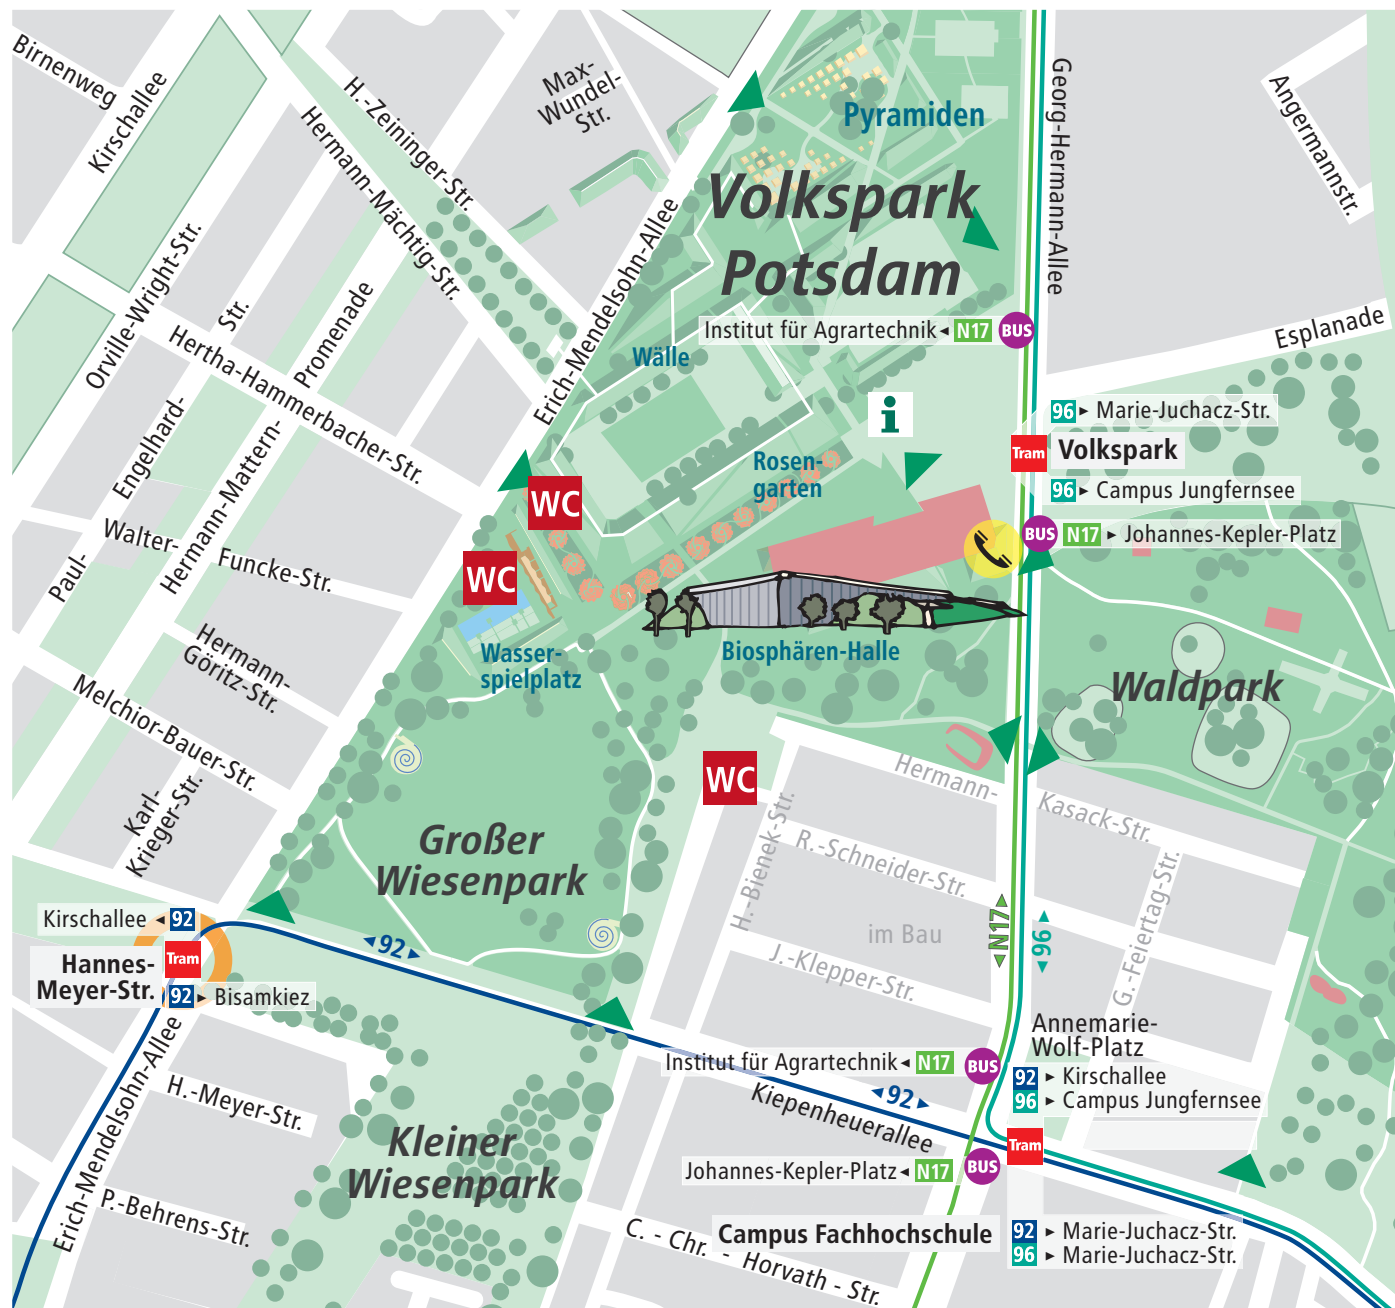 Birnenweg
Kirschallee
H.-Zeininger-Str.
Hermann-Mächtig-Str.
Max-
Wundel-
Str.
Pyramiden
Georg-Hermann-Allee
Angermannstr.
Volkspark
Potsdam
Orville-Wright-Str.
Erich-Mendelsohn-Allee
Institut für Agrartechnik N17 BUS
Esplanade
Hertha-Hammerbacher-Str.
Wälle
i
96 Marie-Juchacz-Str.
Tram Volkspark
96 Campus Jungfernsee
Paul-
Engelhard-
Str.
Hermann-Mattern-
Promenade
Rosen-
garten
WC
BUS N17 Johannes-Kepler-Platz
Walter-
Funcke-Str.
WC
Hermann-
Göritz-Str.
Wasser-
spielplatz
Biosphären-Halle
Waldpark
Melchior-Bauer-Str.
Karl-
Krieger-Str.
WC
Hermann-
Kasack-Str.
H.-Bienek-Str.
R.-Schneider-Str.
G.-Feiertag-Str.
Großer
Wiesenpark
im Bau
J.-Klepper-Str.
N17
96
Kirschallee 92
92
Tram
Hannes-
Meyer-Str.
92 Bisamkiez
Annemarie-
Wolf-Platz
Institut für Agrartechnik N17 BUS
92 Kirschallee
96 Campus Jungfernsee
92
Kiepenheuerallee
Tram
Erich-Mendelsohn-Allee
H.-Meyer-Str.
Kleiner
Wiesenpark
Johannes-Kepler-Platz N17 BUS
P.-Behrens-Str.
Campus Fachhochschule
92 Marie-Juchacz-Str.
96 Marie-Juchacz-Str.
C. - Chr. - Horvath - Str.